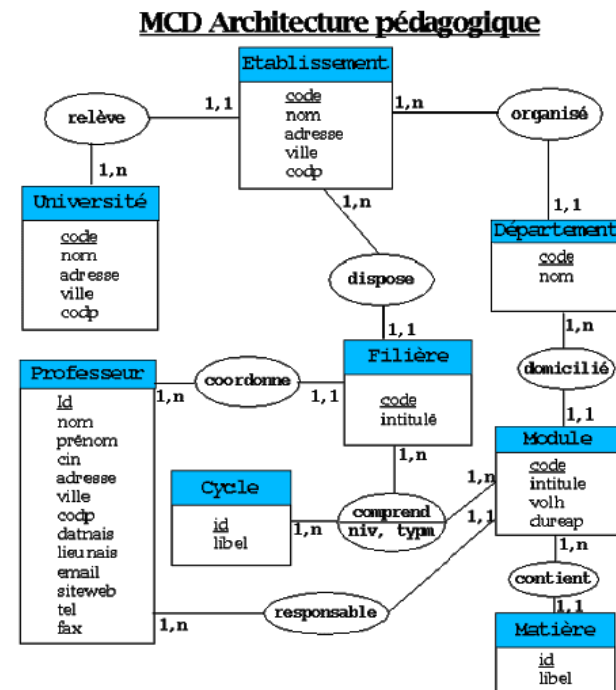 MCD Architecture pédagogique
Etablissement
code
nom
adresse
ville
codp
1,1
1,n
relève
organisé
1,n
1,n
1,1
Université
code
nom
adresse
ville
codp
Département
code
nom
dispose
1,1
1,n
Professeur
Id
nom
prénom
cin
adresse
ville
codp
datnais
lieunais
email
siteweb
tel
fax
1,n
coordonne
1,1
Filière
code
intitulé
domicilié
1,1
1,n
Module
code
intitule
volh
dureap
Cycle
id
libel
1,n
comprend
niv, typm
1,n
1,1
1,n
contient
1,1
1,n
responsable
Matière
id
libel